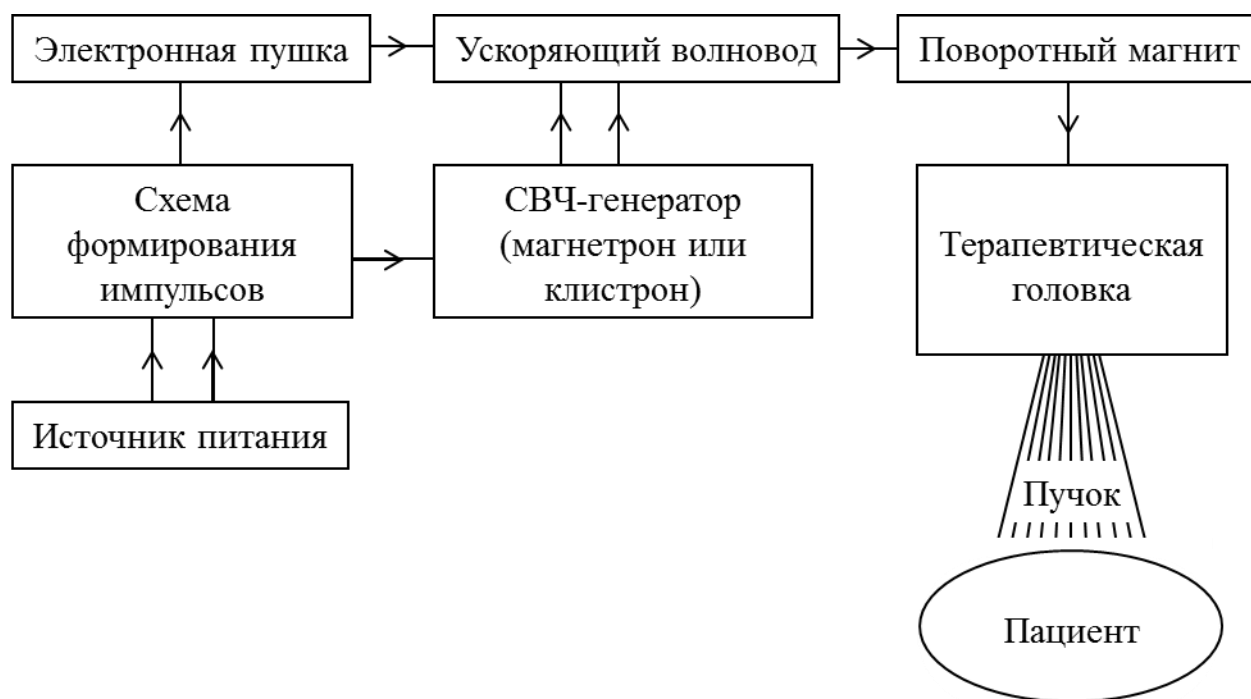 Электронная пушка
Ускоряющий волновод
Поворотный магнит
Схема
формирования
импульсов
СВЧ-генератор
(магнетрон или
клистрон)
Терапевтическая
головка
Источник питания
Пучок
Пациент